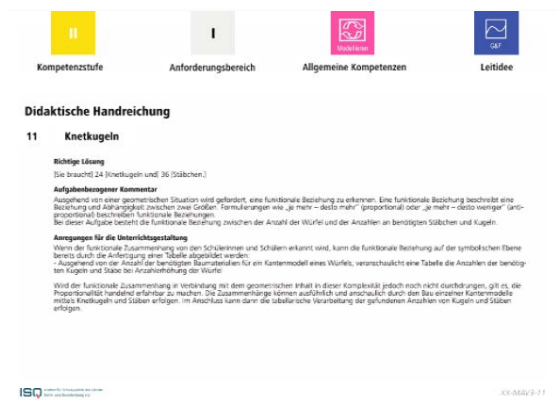 II
I
Modellieren
G&F
Kompetenzstufe
Anforderungsbereich
Allgemeine Kompetenzen
Leitidee
Didaktische Handreichung
11 Knetkugeln
Richtige Lösung
[Sie braucht] 24 [Knetkugeln und] 36 [Stäbchen.]
Aufgabenbezogener Kommentar
Ausgehend von einer geometrischen Situation wird gefordert, eine funktionale Beziehung zu erkennen. Eine funktionale Beziehung beschreibt eine
Beziehung und Abhängigkeit zwischen zwei Größen. Formulierungen wie „je mehr – desto mehr“ (proportional) oder „je mehr – desto weniger“ (anti-
proportional) beschreiben funktionale Beziehungen.
Bei dieser Aufgabe besteht die funktionale Beziehung zwischen der Anzahl der Würfel und der Anzahlen an benötigten Stäbchen und Kugeln.
Anregungen für die Unterrichtsgestaltung
Wenn der funktionale Zusammenhang von den Schülerinnen und Schülern erkannt wird, kann die funktionale Beziehung auf der symbolischen Ebene
bereits durch die Anfertigung einer Tabelle abgebildet werden:
- Ausgehend von der Anzahl der benötigten Baumaterialien für ein Kantenmodell eines Würfels, veranschaulicht eine Tabelle die Anzahlen der benötig-
ten Kugeln und Stäbe bei Anzahlerhöhung der Würfel
Wird der funktionale Zusammenhang in Verbindung mit dem geometrischen Inhalt in dieser Komplexität jedoch noch nicht durchdrungen, gilt es, die
Proportionalität handelnd erfahrbar zu machen. Die Zusammenhänge können ausführlich und anschaulich durch den Bau einzelner Kantenmodelle
mittels Knetkugeln und Stäben erfolgen. Im Anschluss kann dann die tabellarische Verarbeitung der gefundenen Anzahlen von Kugeln und Stäben
erfolgen.
ISQ
XX-MAV3-11